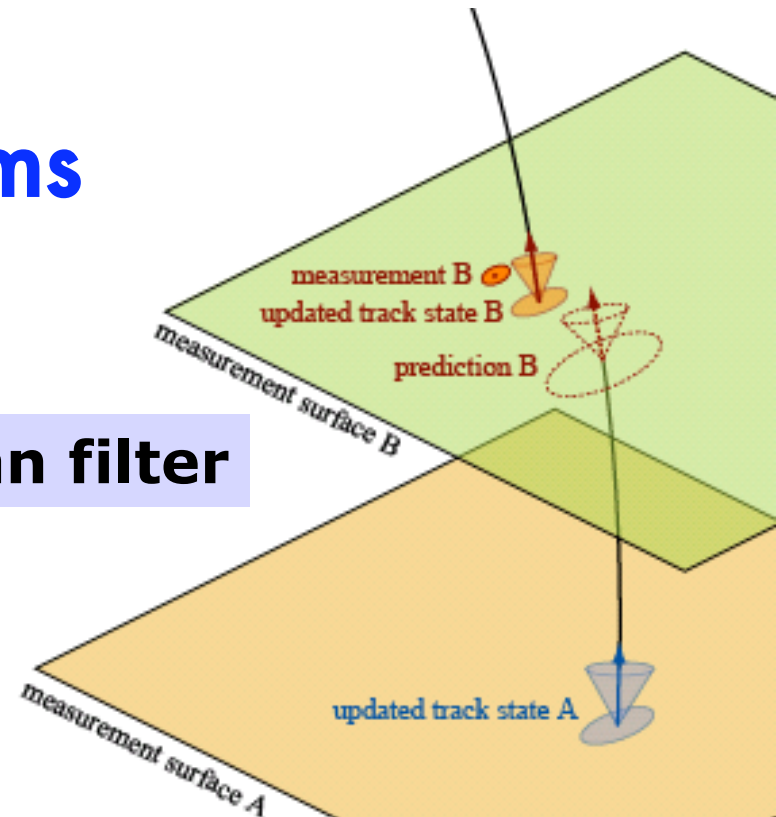 ms
measurement B
updated track state B
prediction B
measurement surface B
n filter
updated track state A
measurement surface A